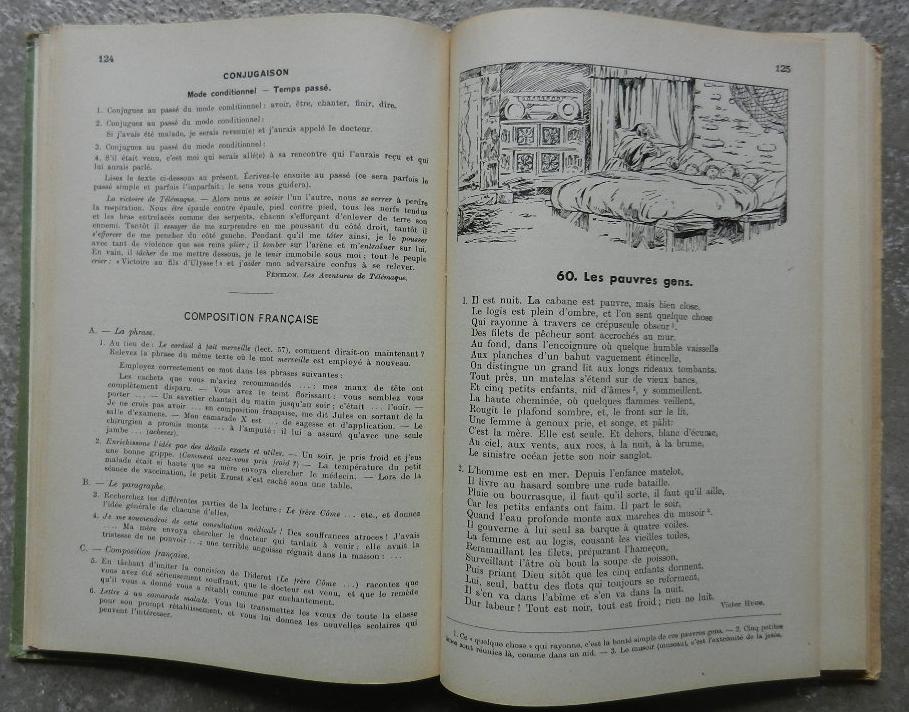 124
CONJUGAISON
Mode conditionnel — Temps passé.
1. Conjuguez au passé du mode conditionnel: avoir, être, chanter, finir, dire.
2. Conjuguez au passé du mode conditionnel:
Si j'avais été malade, je serais revenu(e) et j'aurais appelé le docteur.
3. Conjuguez au passé du mode conditionnel:
4. S'il était venu, c'est moi qui serais allé(e) à sa rencontre qui l'aurais reçu et qui
lui aurais parlé.
Lisez le texte ci-dessous au présent. Écrivez-le ensuite au passé (ce sera parfois le
passé simple et parfois l'imparfait; le sens vous guidera).
La victoire de Télémaque. — Alors nous se saisir l'un l'autre, nous se serrer à perdre
la respiration. Nous être épaule contre épaule, pied contre pied, tous les nerfs tendus
et les bras entrelacés comme des serpents, chacun s'efforçant d'enlever de terre son
ennemi. Tantôt il essayer de me surprendre en me poussant du côté droit, tantôt il
s'efforcer de me pencher du côté gauche. Pendant qu'il me tâter ainsi, je le pousser
avec tant de violence que ses reins plier; il tomber sur l'arène et m'entraîner sur lui.
En vain, il tâcher de me mettre dessous, je le tenir immobile sous moi; tout le peuple
crier: «Victoire au fils d'Ulysse!» et j'aider mon adversaire confus à se relever.
FÉNELON. Les Aventures de Télémaque.
COMPOSITION FRANÇAISE
A. — La phrase.
1. Au lieu de: Le cordial a fait merveille (lect. 57), comment dirait-on maintenant?
Relevez la phrase du même texte où le mot merveille est employé à nouveau.
Employez correctement ce mot dans les phrases suivantes:
Les cachets que vous m'aviez recommandés ...: mes maux de tête ont
complètement disparu. — Vous avez le teint florissant: vous semblez vous
porter ... — Un savetier chantait du matin jusqu'au soir; c'était ... l'ouïr. —
Je ne crois pas avoir ... en composition française, me dit Jules en sortant de la
salle d'examens. — Mon camarade X est ... de sagesse et d'application. — Le
chirurgien a promis monts ... à l'amputé: il lui a assuré qu'avec une seule
jambe ... (achevez).
2. Enrichissons l'idée par des détails exacts et utiles. — Un soir, je pris froid et j'eus
une bonne grippe. (Comment avez-vous pris froid?) — La température du petit
malade était si haute que sa mère envoya chercher le médecin. — Lors de la
séance de vaccination, le petit Ernest s'est caché sous une table.
B. — Le paragraphe.
3. Recherchez les différentes parties de la lecture: Le frère Côme ... etc., et donnez
l'idée générale de chacune d'elles.
4. Je me souviendrai de cette consultation médicale! Des souffrances atroces! J'avais
... Ma mère envoya chercher le docteur qui tardait à venir; elle avait la
tristesse de ne pouvoir ...; une terrible angoisse régnait dans la maison: ...
C. — Composition française.
5. En tâchant d'imiter la concision de Diderot (Le frère Côme ...) racontez que
vous avez été sérieusement souffrant, que le docteur est venu, et que le remède
qu'il vous a donné vous a rétabli comme par enchantement.
6. Lettre à un camarade malade. Vous lui transmettez les vœux de toute la classe
pour son prompt rétablissement, et vous lui donnez les nouvelles scolaires qui
peuvent l'intéresser.
125
60. Les pauvres gens.
1. Il est nuit. La cabane est pauvre, mais bien close.
Le logis est plein d'ombre, et l'on sent quelque chose
Qui rayonne à travers ce crépuscule obscur 1.
Des filets de pêcheur sont accrochés au mur.
Au fond, dans l'encoignure où quelque humble vaisselle
Aux planches d'un bahut vaguement étincelle,
On distingue un grand lit aux longs rideaux tombants.
Tout près, un matelas s'étend sur de vieux bancs,
Et cinq petits enfants, nid d'âmes 2, y sommeillent.
La haute cheminée, où quelques flammes veillent,
Rougit le plafond sombre, et, le front sur le lit,
Une femme à genoux prie, et songe, et pâlit:
C'est la mère. Elle est seule. Et dehors, blanc d'écume,
Au ciel, aux vents, aux rocs, à la nuit, à la brume,
Le sinistre océan jette son noir sanglot.
2. L'homme est en mer. Depuis l'enfance matelot,
Il livre au hasard sombre une rude bataille.
Pluie ou bourrasque, il faut qu'il sorte, il faut qu'il aille,
Car les petits enfants ont faim. Il part le soir,
Quand l'eau profonde monte aux marches du musoir 3.
Il gouverne à lui seul sa barque à quatre voiles.
La femme est au logis, cousant les vieilles toiles,
Remmaillant les filets, préparant l'hameçon,
Surveillant l'âtre où bout la soupe de poisson,
Puis priant Dieu sitôt que les cinq enfants dorment.
Lui, seul, battu des flots qui toujours se reforment,
Il s'en va dans l'abîme et s'en va dans la nuit.
Dur labeur! Tout est noir, tout est froid; rien ne luit.
Victor HUGO.
1. Ce «quelque chose» qui rayonne, c'est la bonté simple de ces pauvres gens. — 2. Cinq petites
âmes sont réunies là, comme dans un nid. — 3. Le musoir (museau), c'est l'extrémité de la jetée.